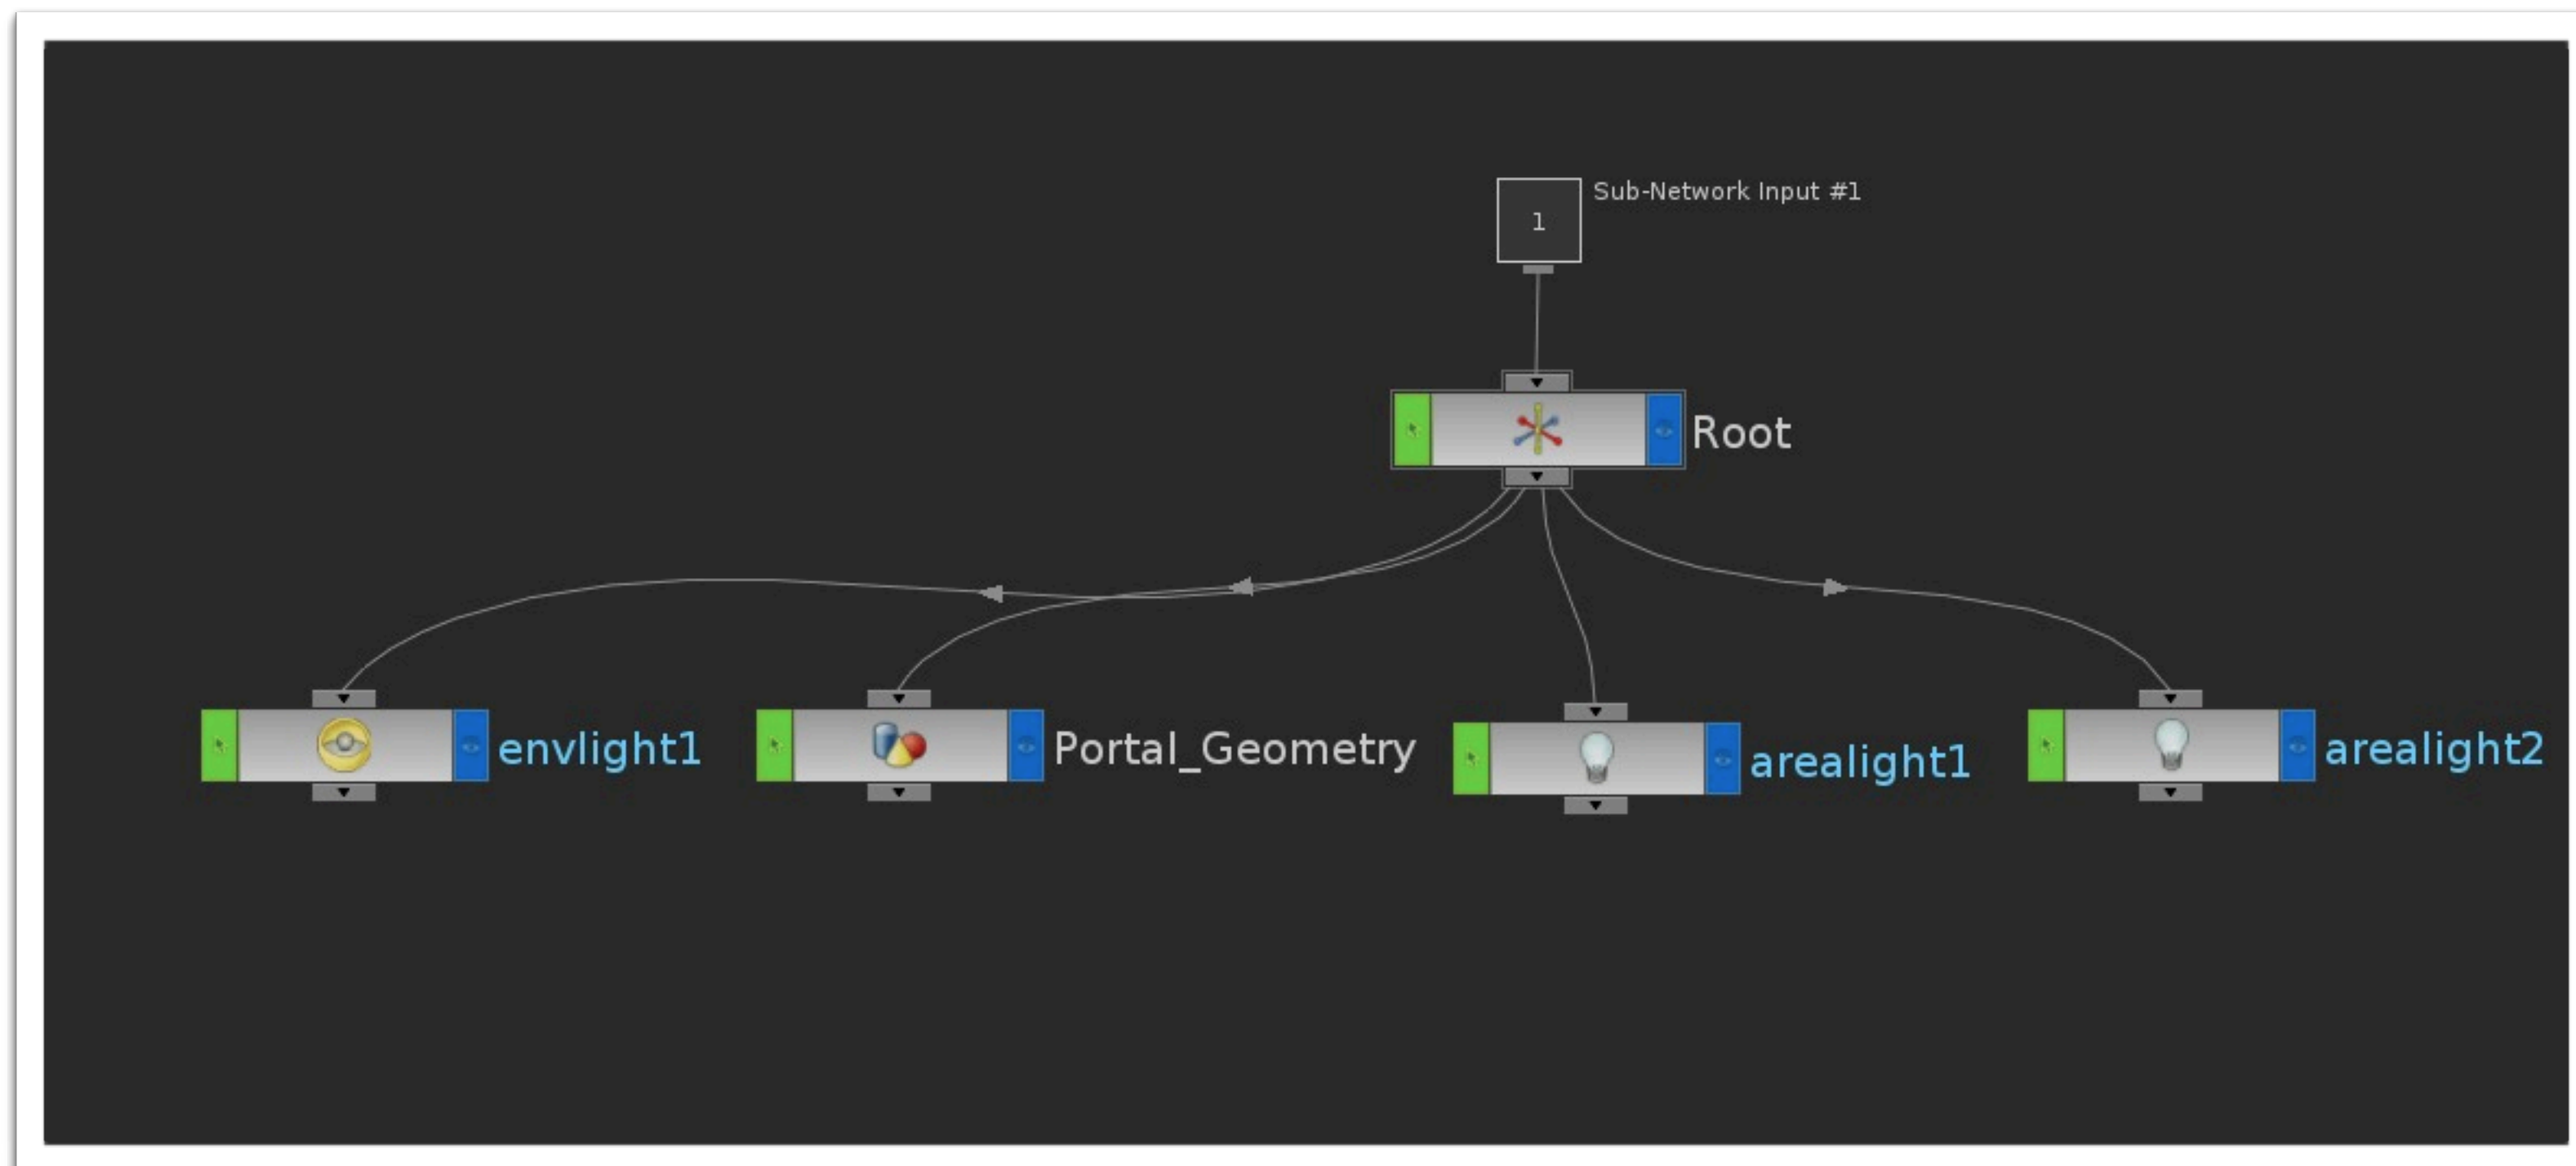 Sub-Network Input #1
1
Root
envlight1
Portal_Geometry
arealight1
arealight2